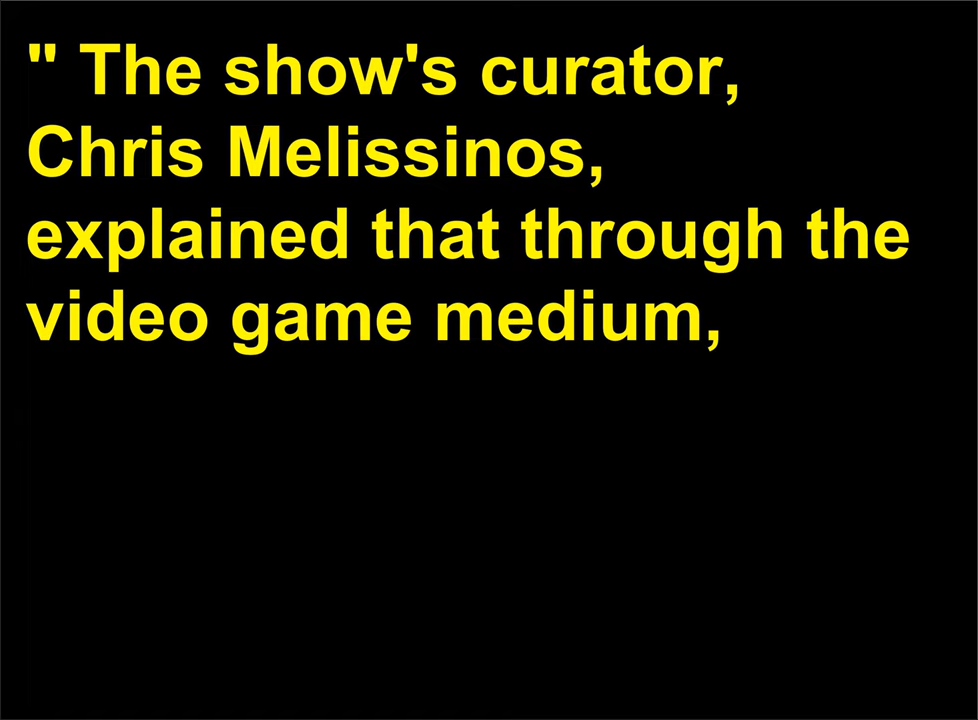 " The show's curator,
Chris Melissinos,
explained that through the
video game medium,